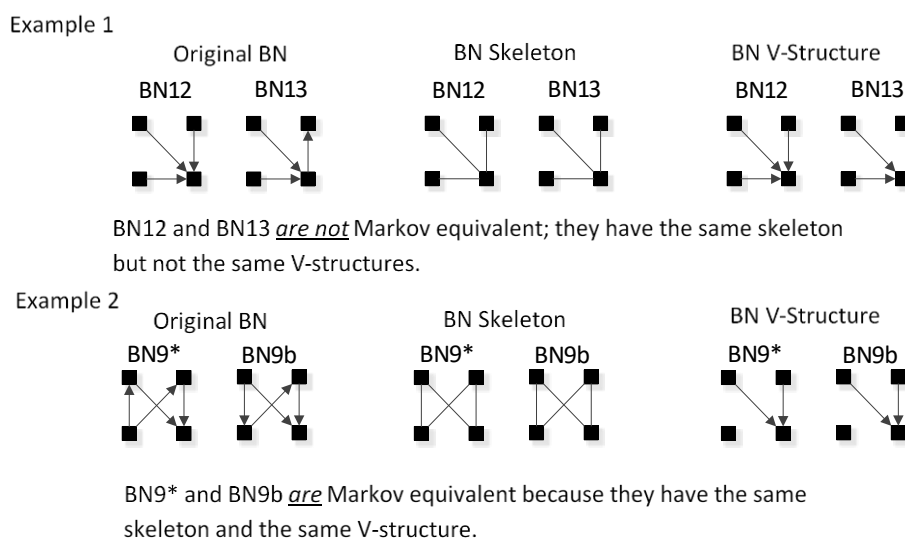 Example 1
Original BN
BN Skeleton
BN V-Structure
BN12
BN13
BN12
BN13
BN12
BN13
BN12 and BN13 are not Markov equivalent; they have the same skeleton
but not the same V-structures.
Example 2
Original BN
BN Skeleton
BN V-Structure
BN9*
BN9b
BN9*
BN9b
BN9*
BN9b
BN9* and BN9b are Markov equivalent because they have the same
skeleton and the same V-structure.